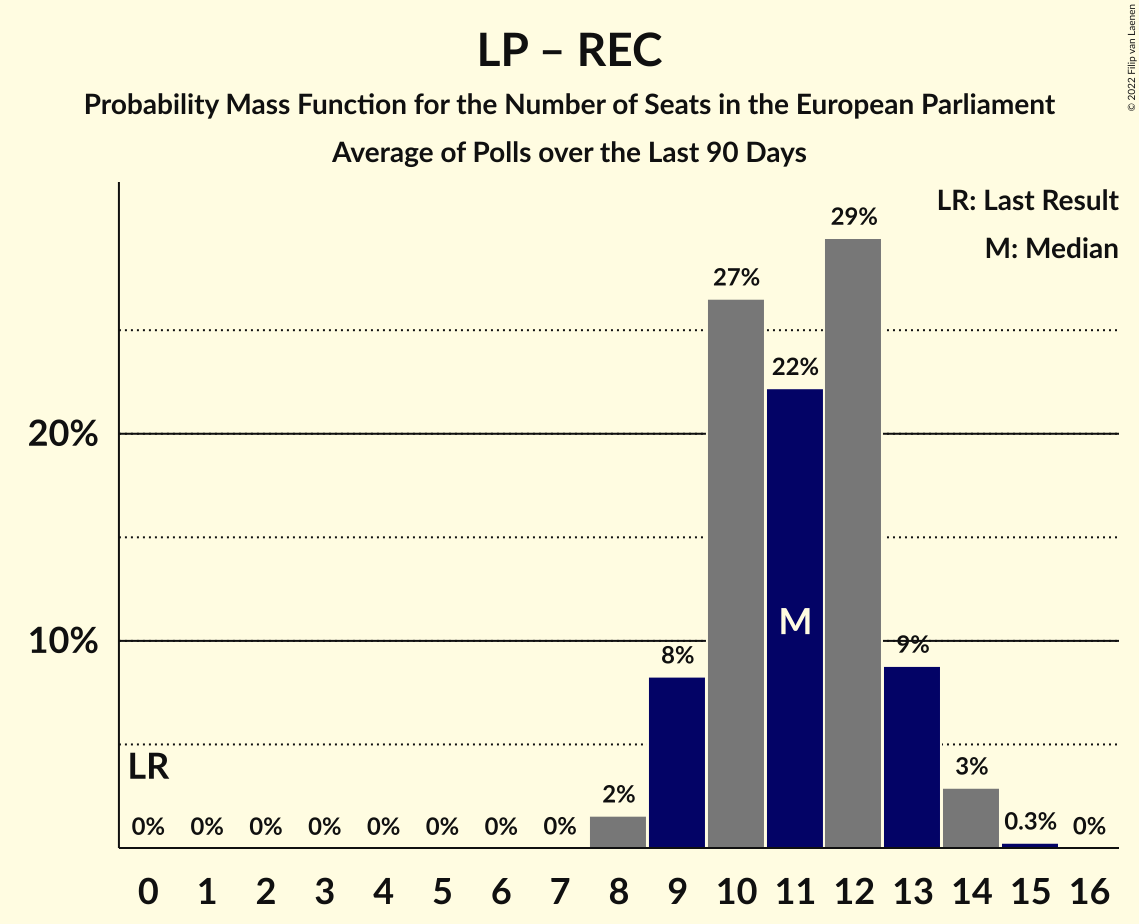 LP – REC
Probability Mass Function for the Number of Seats in the European Parliament
Average of Polls over the Last 90 Days
© 2022 Filip van Laenen
LR: Last Result
M: Median
29%
27%
22%
20%
M
10%
9%
8%
LR
3%
2%
0% 0% 0% 0% 0% 0% 0% 0% 0.3% 0%
0 1 2 3 4 5 6 7 8 9 10 11 12 13 14 15 16